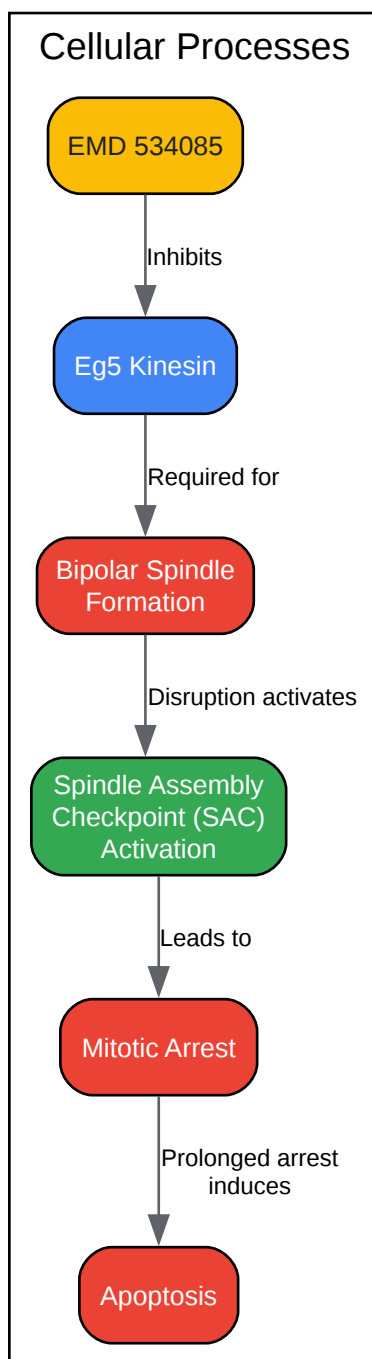 Cellular Processes
EMD 534085
Inhibits
Eg5 Kinesin
Required for
Bipolar Spindle
Formation
Disruption activates
Spindle Assembly
Checkpoint (SAC)
Activation
Leads to
Mitotic Arrest
Prolonged arrest
induces
Apoptosis